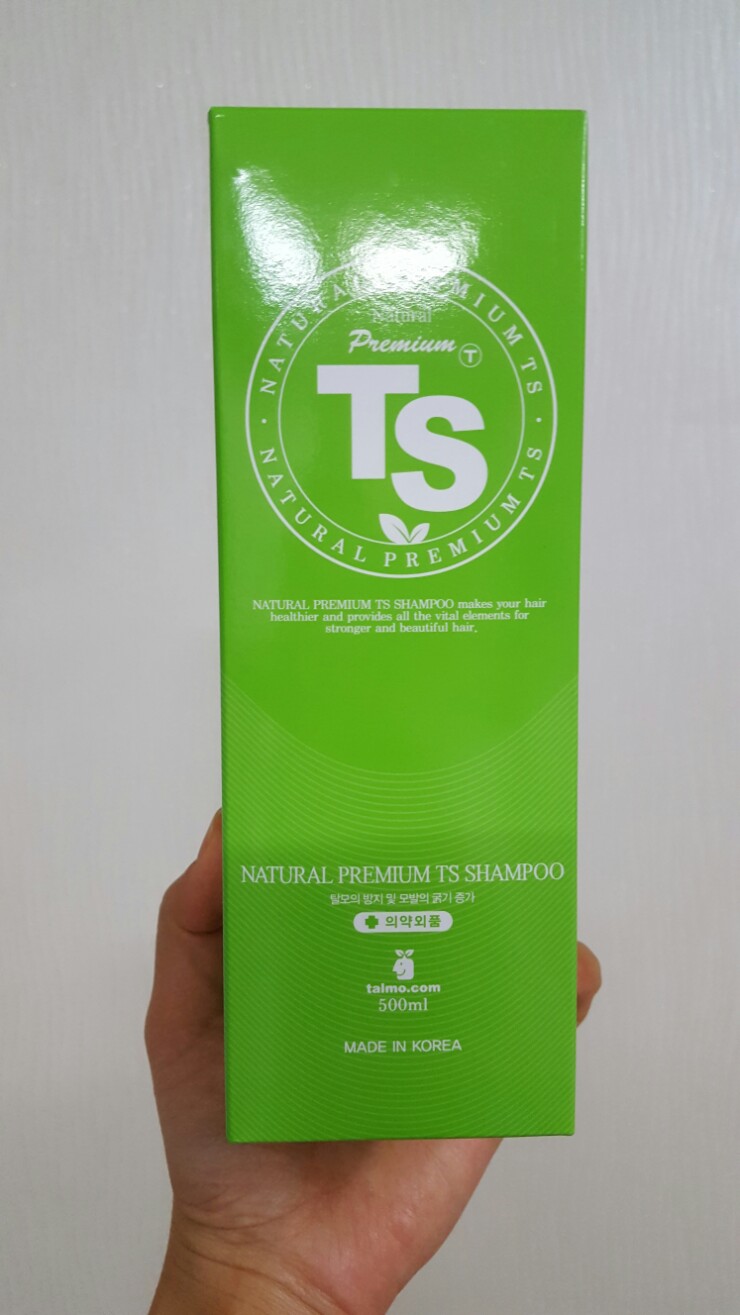 NATURAL PREMIUM TS
Natural
Premium T
TS
NATURAL PREMIUM TS
NATURAL PREMIUM TS SHAMPOO makes your hair
healthier and provides all the vital elements for
stronger and beautiful hair.
NATURAL PREMIUM TS SHAMPOO
탈모의 방지 및 모발의 굵기 증가
의약외품
talmo.com
500ml
MADE IN KOREA